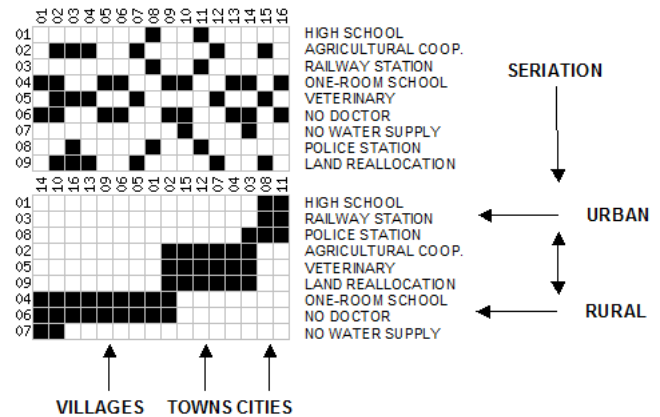 01 02 03 04 05 06 07 08 09 10 11 12 13 14 15 16
01 HIGH SCHOOL
02 AGRICULTURAL COOP.
03 RAILWAY STATION
04 ONE-ROOM SCHOOL
05 VETERINARY
06 NO DOCTOR
07 NO WATER SUPPLY
08 POLICE STATION
09 LAND REALLOCATION
SERIATION
14 10 16 13 09 06 05 01 02 15 12 07 04 03 08 11
01 HIGH SCHOOL
03 RAILWAY STATION
08 POLICE STATION
02 AGRICULTURAL COOP.
05 VETERINARY
09 LAND REALLOCATION
04 ONE-ROOM SCHOOL
06 NO DOCTOR
07 NO WATER SUPPLY
URBAN
RURAL
VILLAGES TOWNS CITIES